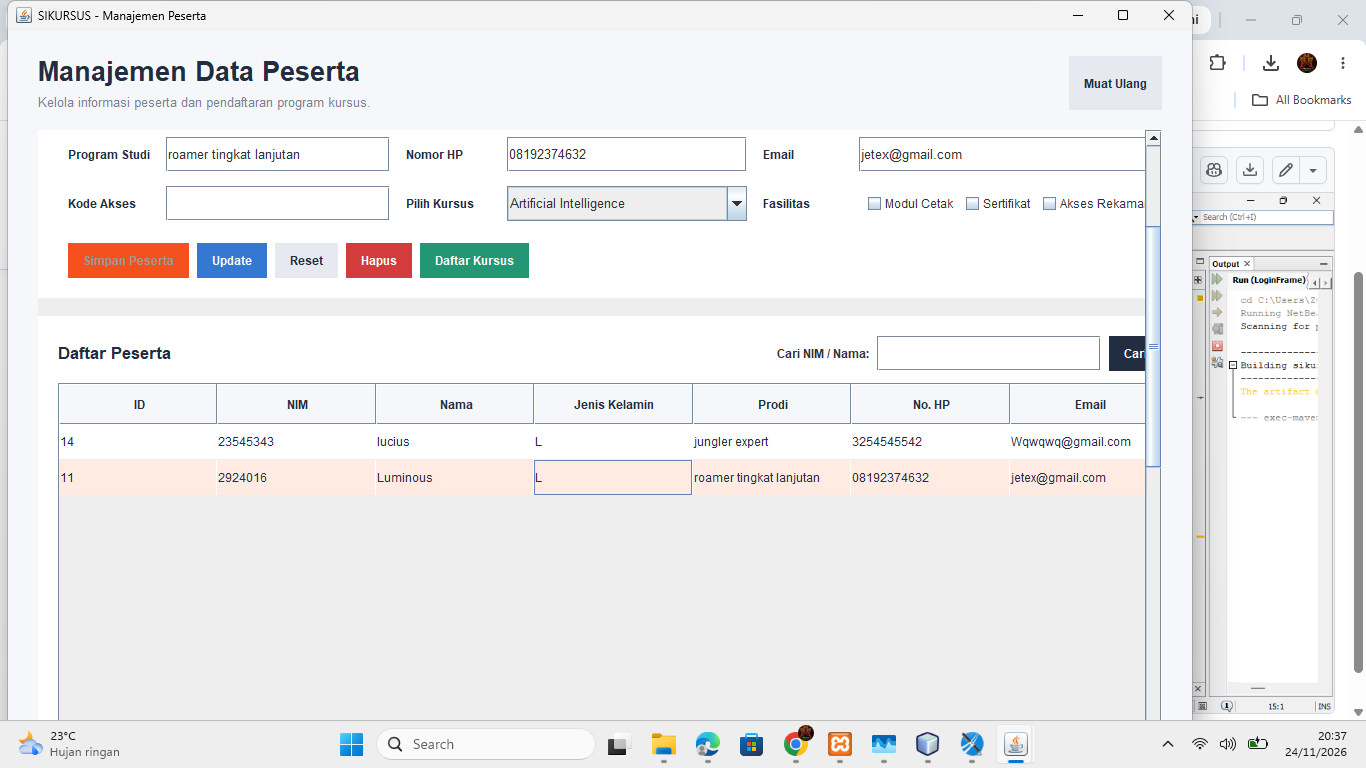 SIKURSUS - Manajemen Peserta
Manajemen Data Peserta
Kelola informasi peserta dan pendaftaran program kursus.
Muat Ulang
All Bookmarks
Program Studi roamer tingkat lanjutan Nomor HP 08192374632 Email jetex@gmail.com
Kode Akses Pilih Kursus Artificial Intelligence Fasilitas Modul Cetak Sertifikat Akses Rekama
Simpan Peserta Update Reset Hapus Daftar Kursus
Daftar Peserta Cari NIM / Nama: Cari
ID NIM Nama Jenis Kelamin Prodi No. HP Email
14 23545343 lucius L jungler expert 3254545542 Wqwqwq@gmail.com
11 2924016 Luminous L roamer tingkat lanjutan 08192374632 jetex@gmail.com
Search (Ctrl+I)
Output
Run (LoginFrame)
cd C:\Users\Z
Running NetBe
Scanning for p
Building siku
The artifact
--- exec-mave
15:1 INS
23°C
Hujan ringan
Search
20:37
24/11/2026